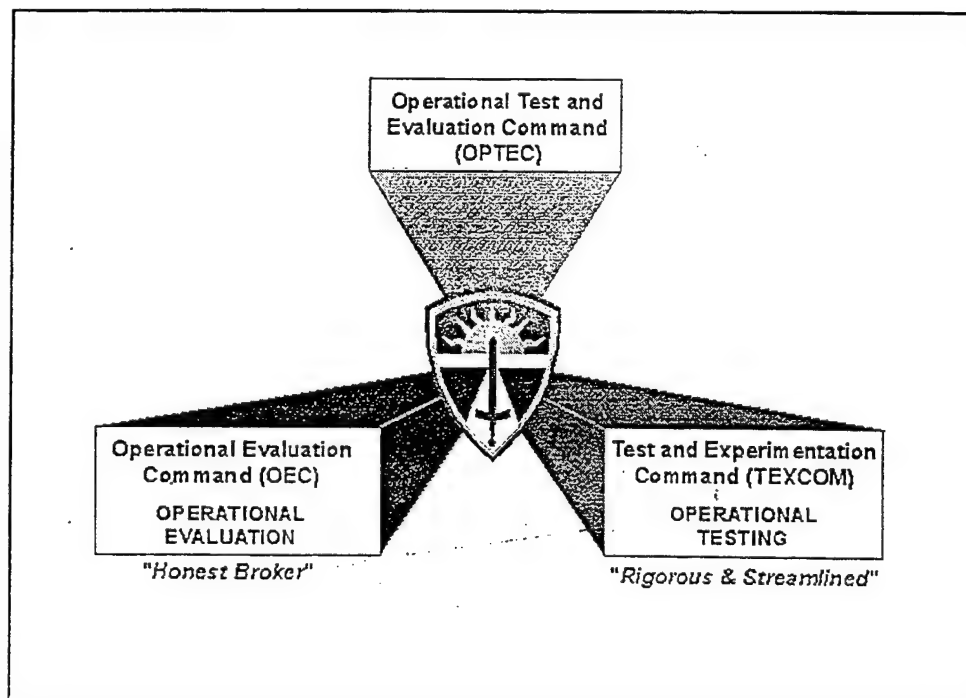 Operational Test and
Evaluation Command
(OPTEC)
Operational Evaluation
Command (OEC)
OPERATIONAL
EVALUATION
"Honest Broker"
Test and Experimentation
Command (TEXCOM)
OPERATIONAL
TESTING
"Rigorous & Streamlined"